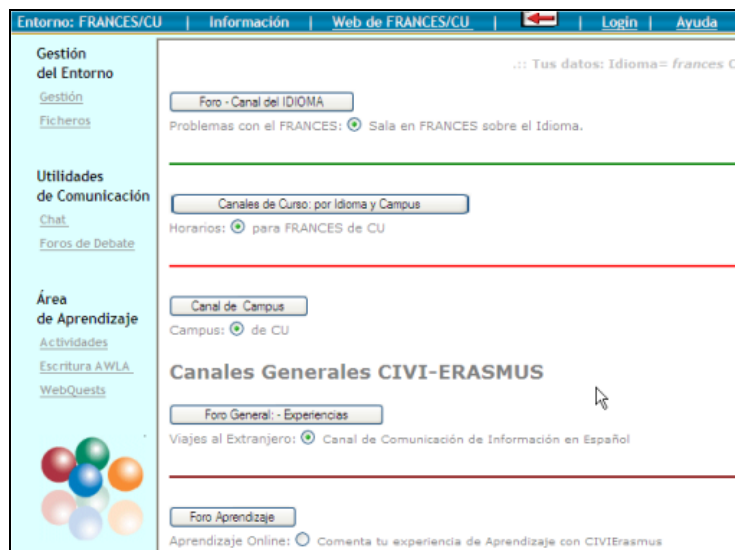 Entorno: FRANCES/CU | Información | Web de FRANCES/CU | | Login | Ayuda
Gestión
del Entorno
Gestión
Ficheros
Utilidades
de Comunicación
Chat
Foros de Debate
Área
de Aprendizaje
Actividades
Escritura AWLA
WebQuests
.:: Tus datos: Idioma= frances C
Foro - Canal del IDIOMA
Problemas con el FRANCES: Sala en FRANCES sobre el Idioma.
Canales de Curso: por Idioma y Campus
Horarios: para FRANCES de CU
Canal de Campus
Campus: de CU
Canales Generales CIVI-ERASMUS
Foro General: - Experiencias
Viajes al Extranjero: Canal de Comunicación de Información en Español
Foro Aprendizaje
Aprendizaje Online: Comenta tu experiencia de Aprendizaje con CIVIErasmus